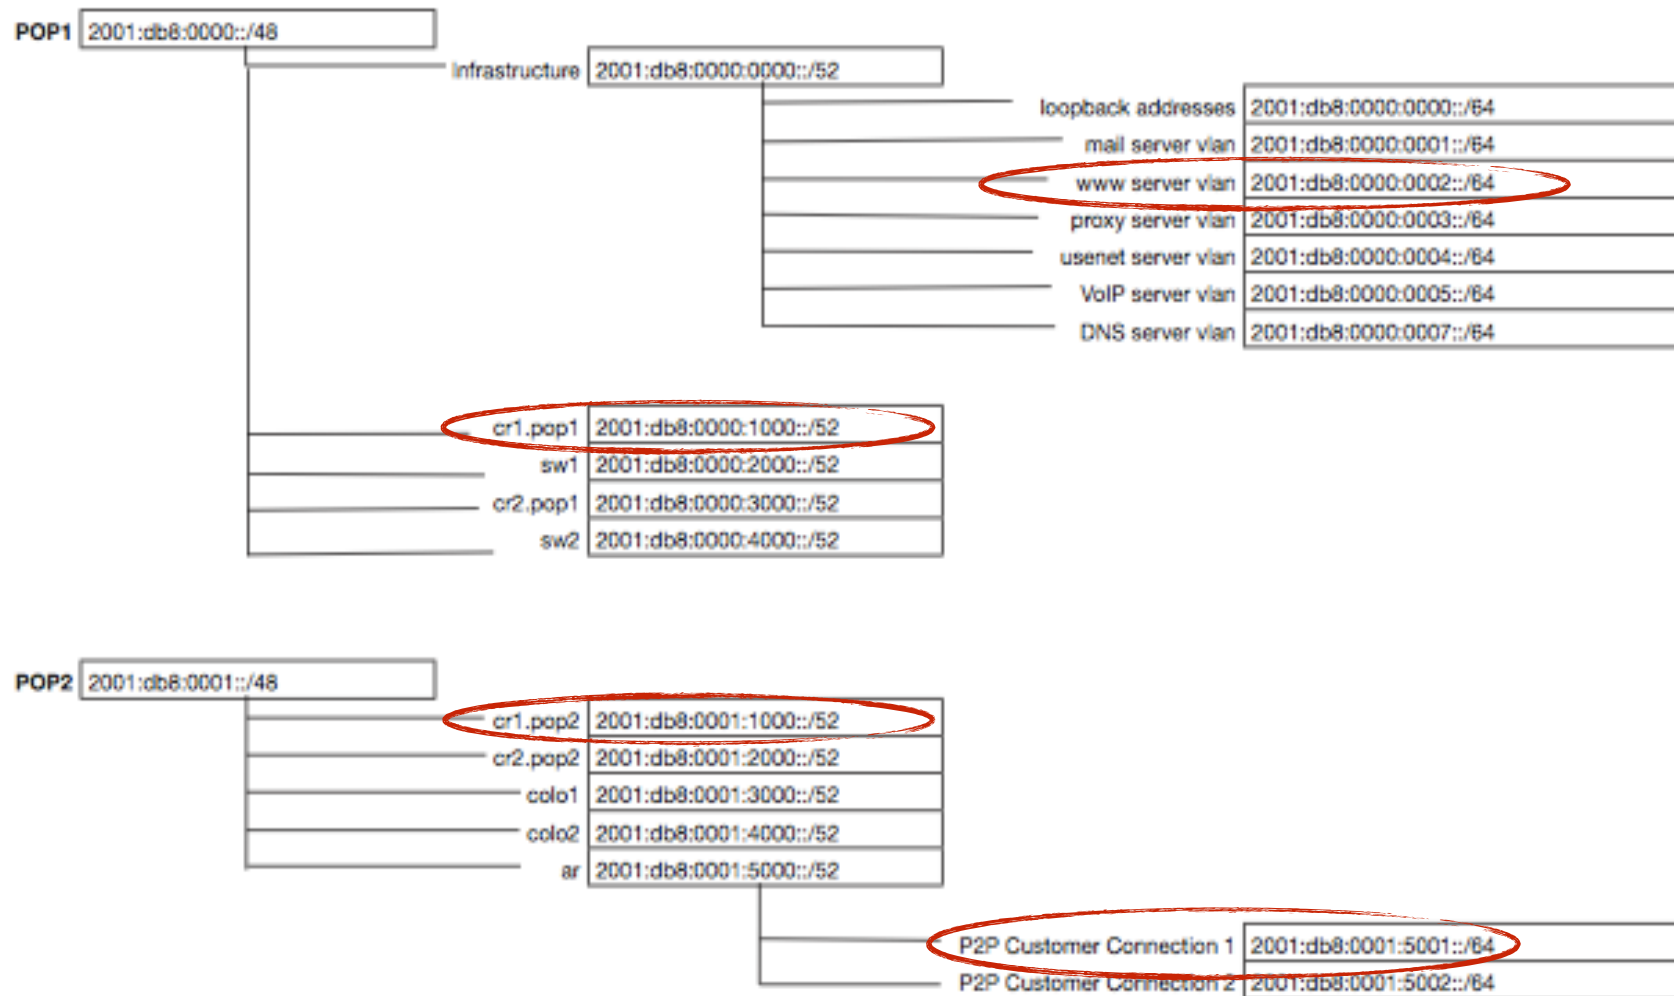 POP1 2001:db8:0000::/48
Infrastructure 2001:db8:0000:0000::/52
loopback addresses 2001:db8:0000:0000::/64
mail server vlan 2001:db8:0000:0001::/64
www server vlan 2001:db8:0000:0002::/64
proxy server vlan 2001:db8:0000:0003::/64
usenet server vlan 2001:db8:0000:0004::/64
VoIP server vlan 2001:db8:0000:0005::/64
DNS server vlan 2001:db8:0000:0007::/64
cr1.pop1 2001:db8:0000:1000::/52
sw1 2001:db8:0000:2000::/52
cr2.pop1 2001:db8:0000:3000::/52
sw2 2001:db8:0000:4000::/52
POP2 2001:db8:0001::/48
cr1.pop2 2001:db8:0001:1000::/52
cr2.pop2 2001:db8:0001:2000::/52
colo1 2001:db8:0001:3000::/52
colo2 2001:db8:0001:4000::/52
ar 2001:db8:0001:5000::/52
P2P Customer Connection 1 2001:db8:0001:5001::/64
P2P Customer Connection 2 2001:db8:0001:5002::/64